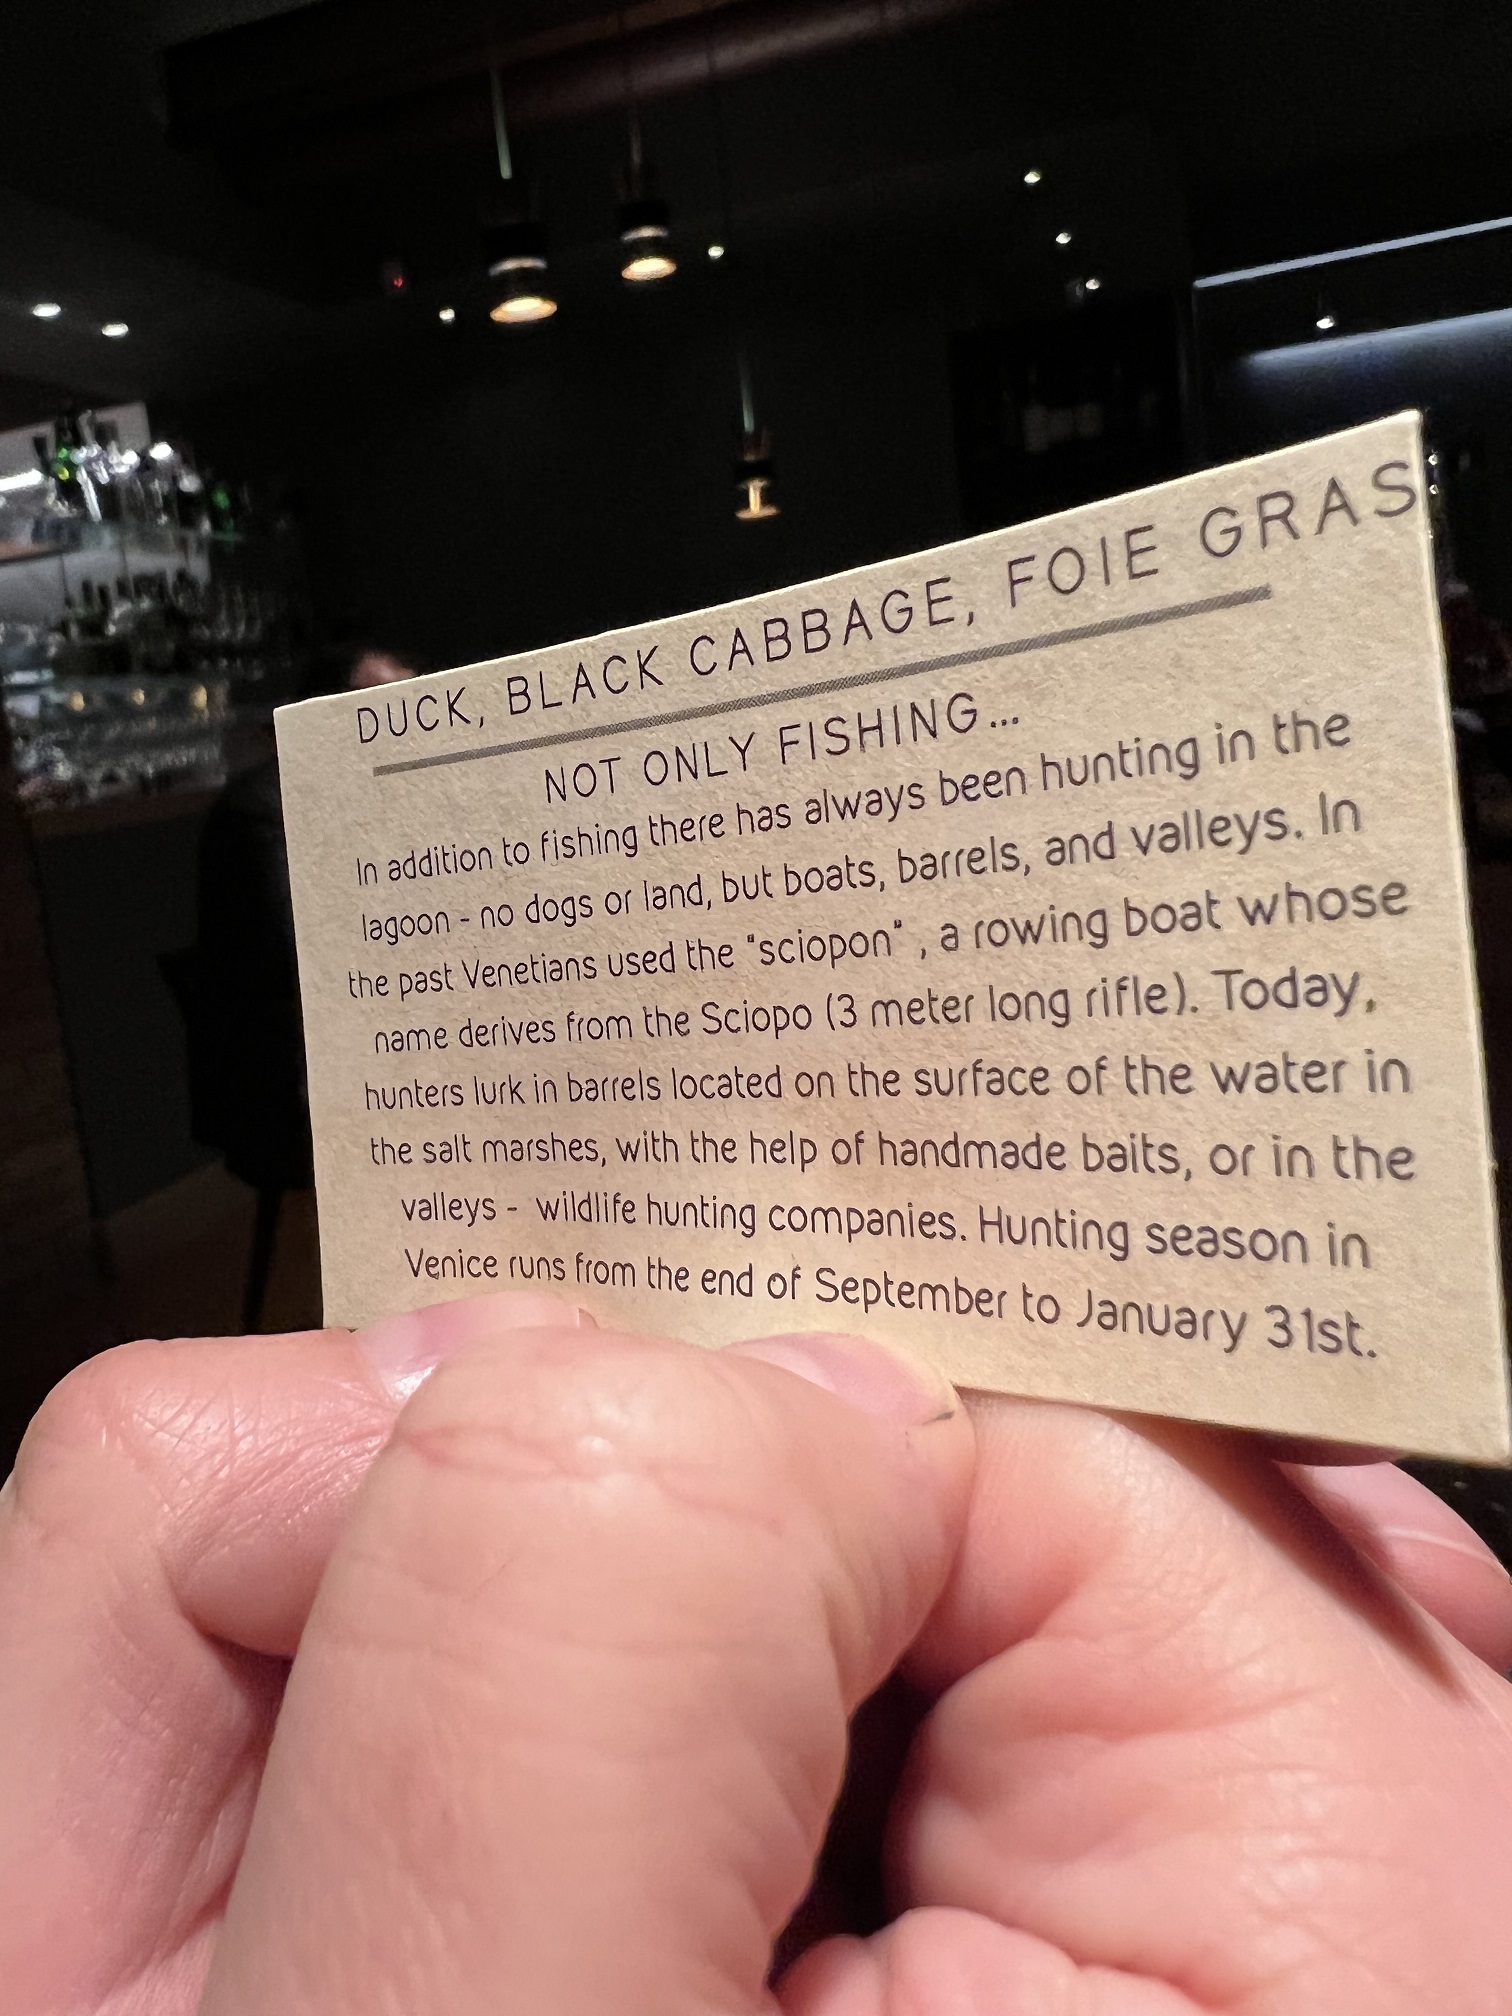 DUCK, BLACK CABBAGE, FOIE GRAS
NOT ONLY FISHING...
In addition to fishing there has always been hunting in the
lagoon - no dogs or land, but boats, barrels, and valleys. In
the past Venetians used the "sciopon" , a rowing boat whose
name derives from the Sciopo (3 meter long rifle). Today,
hunters lurk in barrels located on the surface of the water in
the salt marshes, with the help of handmade baits, or in the
valleys - wildlife hunting companies. Hunting season in
Venice runs from the end of September to January 31st.